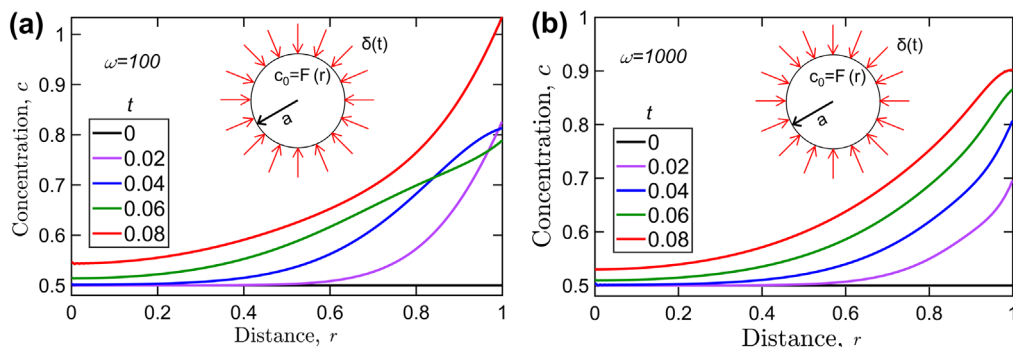 (a)
ω=100
δ(t)
c₀=F (r)
a
t
0
0.02
0.04
0.06
0.08
Concentration, c
1
0.9
0.8
0.7
0.6
0.5
0 0.2 0.4 0.6 0.8 1
Distance, r
(b)
ω=1000
δ(t)
c₀=F (r)
a
t
0
0.02
0.04
0.06
0.08
Concentration, c
1
0.9
0.8
0.7
0.6
0.5
0 0.2 0.4 0.6 0.8 1
Distance, r